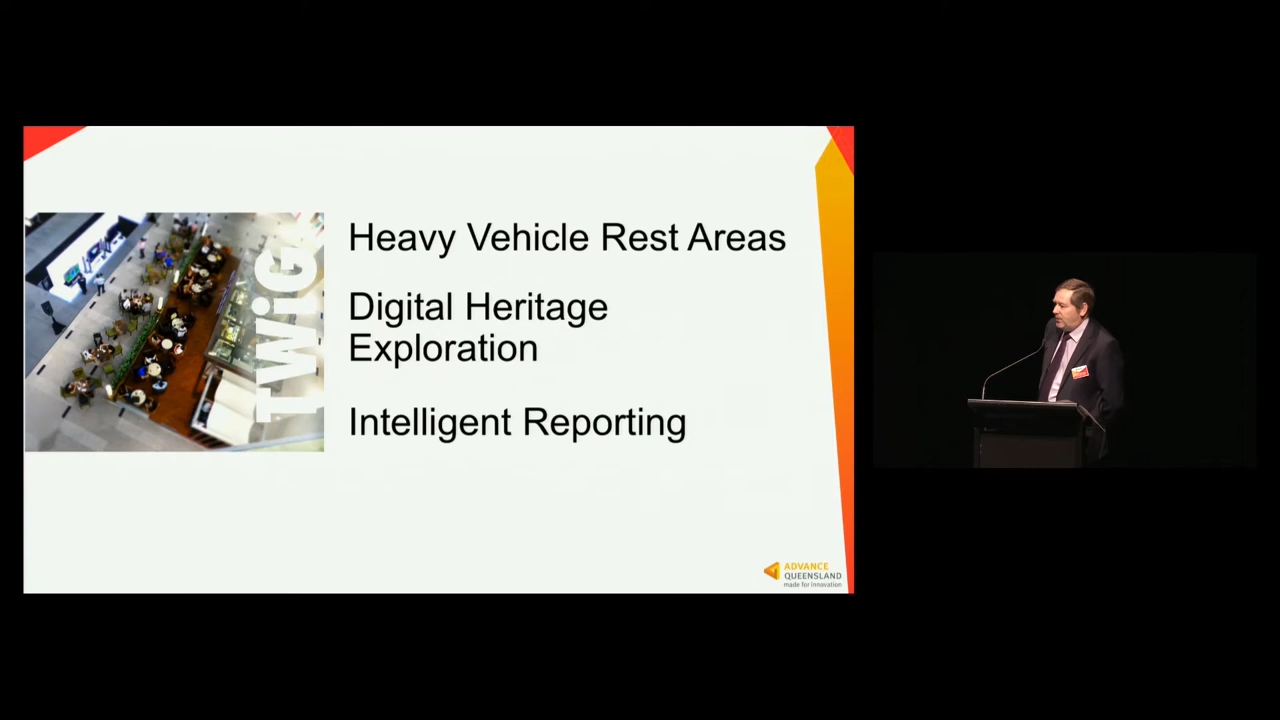 TWiG
Heavy Vehicle Rest Areas
Digital Heritage
Exploration
Intelligent Reporting
ADVANCE
QUEENSLAND
made for innovation